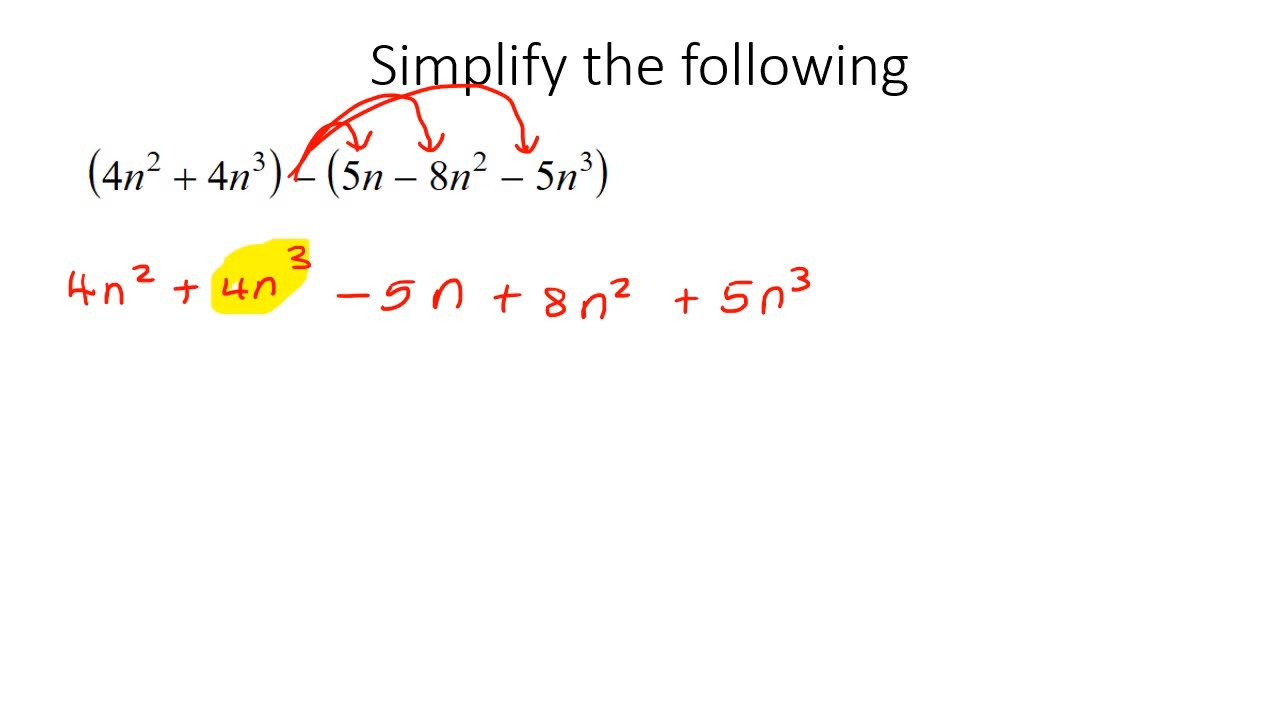 Simplify the following
(4n² + 4n³) – (5n – 8n² – 5n³)
4n² + 4n³ – 5n + 8n² + 5n³